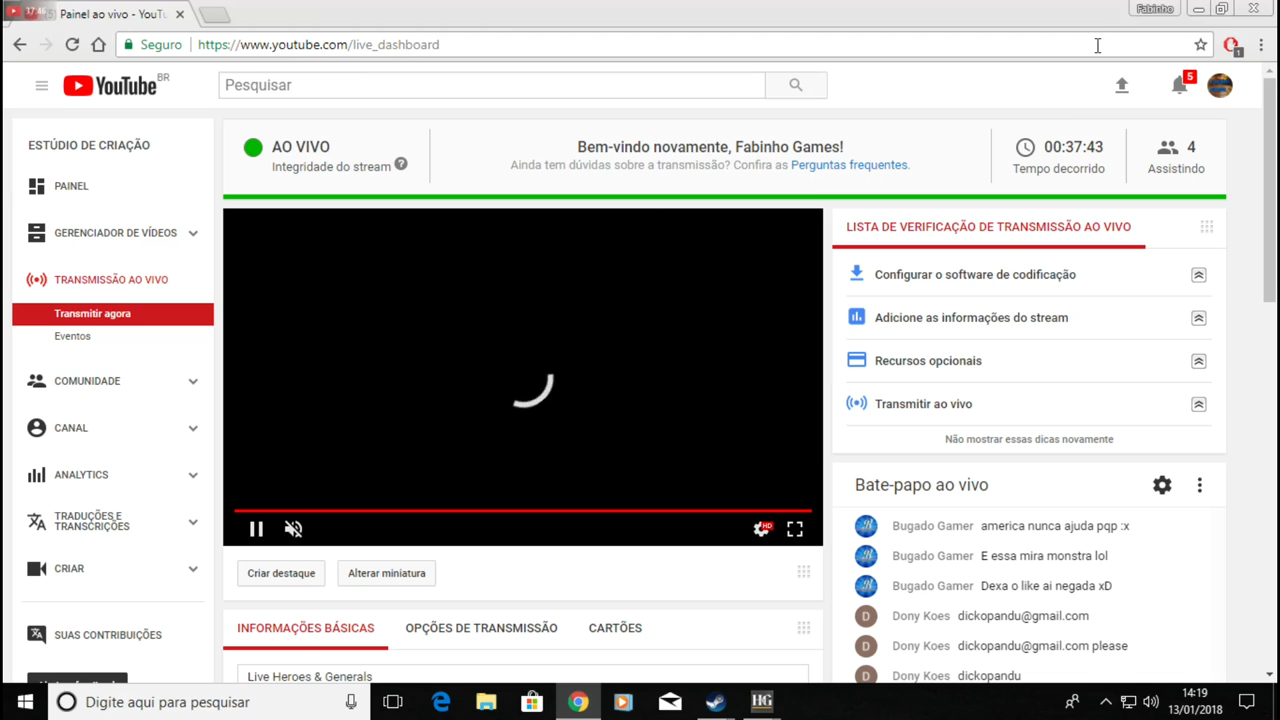 17:46
Painel ao vivo - YouTu
Fabinho
Seguro
https://www.youtube.com/live_dashboard
1
YouTube BR
Pesquisar
5
ESTÚDIO DE CRIAÇÃO
PAINEL
GERENCIADOR DE VÍDEOS
TRANSMISSÃO AO VIVO
Transmitir agora
Eventos
COMUNIDADE
CANAL
ANALYTICS
TRADUÇÕES E
TRANSCRIÇÕES
CRIAR
SUAS CONTRIBUIÇÕES
AO VIVO
Integridade do stream ?
Bem-vindo novamente, Fabinho Games!
Ainda tem dúvidas sobre a transmissão? Confira as Perguntas frequentes.
00:37:43
Tempo decorrido
4
Assistindo
HD
Criar destaque
Alterar miniatura
INFORMAÇÕES BÁSICAS
OPÇÕES DE TRANSMISSÃO
CARTÕES
Live Heroes & Generals
LISTA DE VERIFICAÇÃO DE TRANSMISSÃO AO VIVO
Configurar o software de codificação
Adicione as informações do stream
Recursos opcionais
Transmitir ao vivo
Não mostrar essas dicas novamente
Bate-papo ao vivo
Bugado Gamer america nunca ajuda pqp :x
Bugado Gamer E essa mira monstra lol
Bugado Gamer Dexa o like ai negada xD
D Dony Koes dickopandu@gmail.com
D Dony Koes dickopandu@gmail.com please
D Dony Koes dickopandu
Digite aqui para pesquisar
HG
14:19
13/01/2018